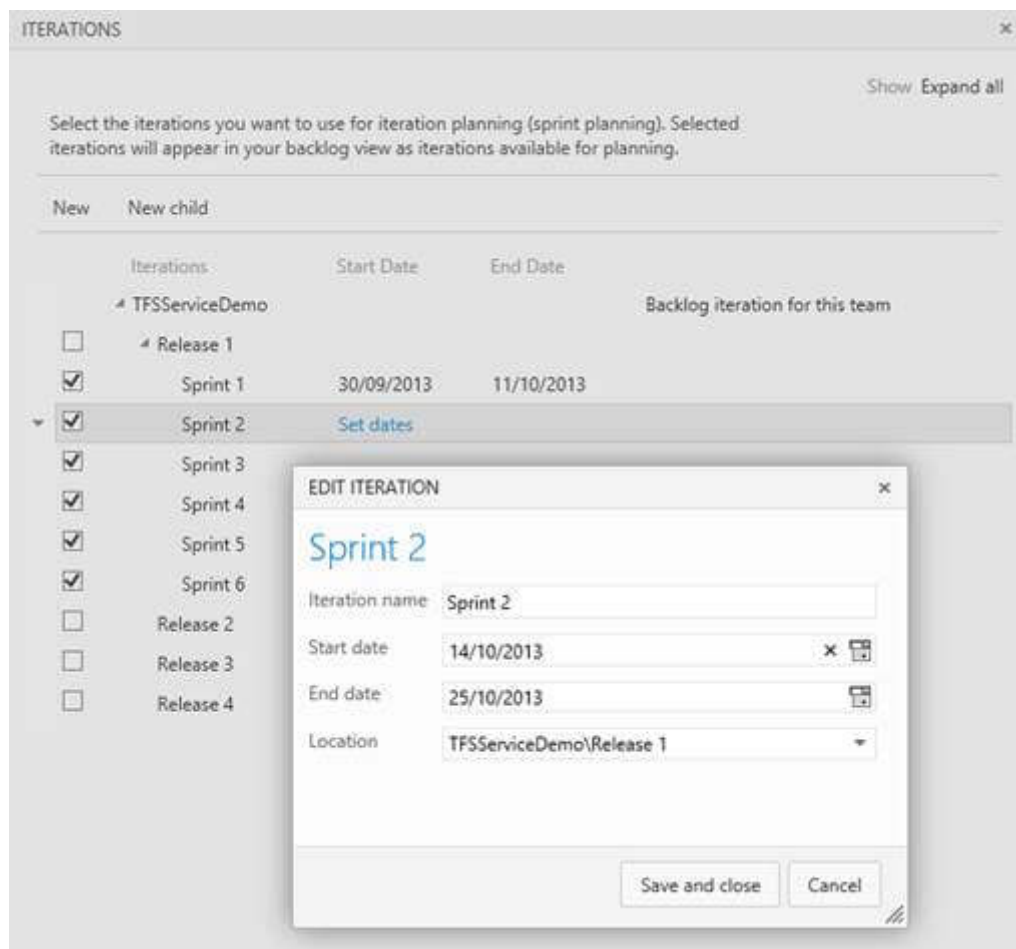 ITERATIONS
Show Expand all
Select the iterations you want to use for iteration planning (sprint planning). Selected
iterations will appear in your backlog view as iterations available for planning.
New New child
Iterations Start Date End Date
TFSServiceDemo Backlog iteration for this team
Release 1
Sprint 1 30/09/2013 11/10/2013
Sprint 2 Set dates
Sprint 3
Sprint 4
Sprint 5
Sprint 6
Release 2
Release 3
Release 4
EDIT ITERATION
Sprint 2
Iteration name Sprint 2
Start date 14/10/2013
End date 25/10/2013
Location TFSServiceDemo\Release 1
Save and close Cancel